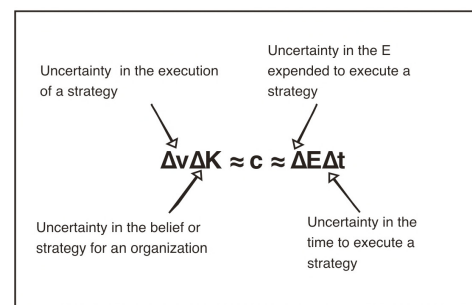 Uncertainty in the execution
of a strategy
Uncertainty in the E
expended to execute a
strategy
ΔvΔK ≈ c ≈ ΔEΔt
Uncertainty in the belief or
strategy for an organization
Uncertainty in the
time to execute a
strategy